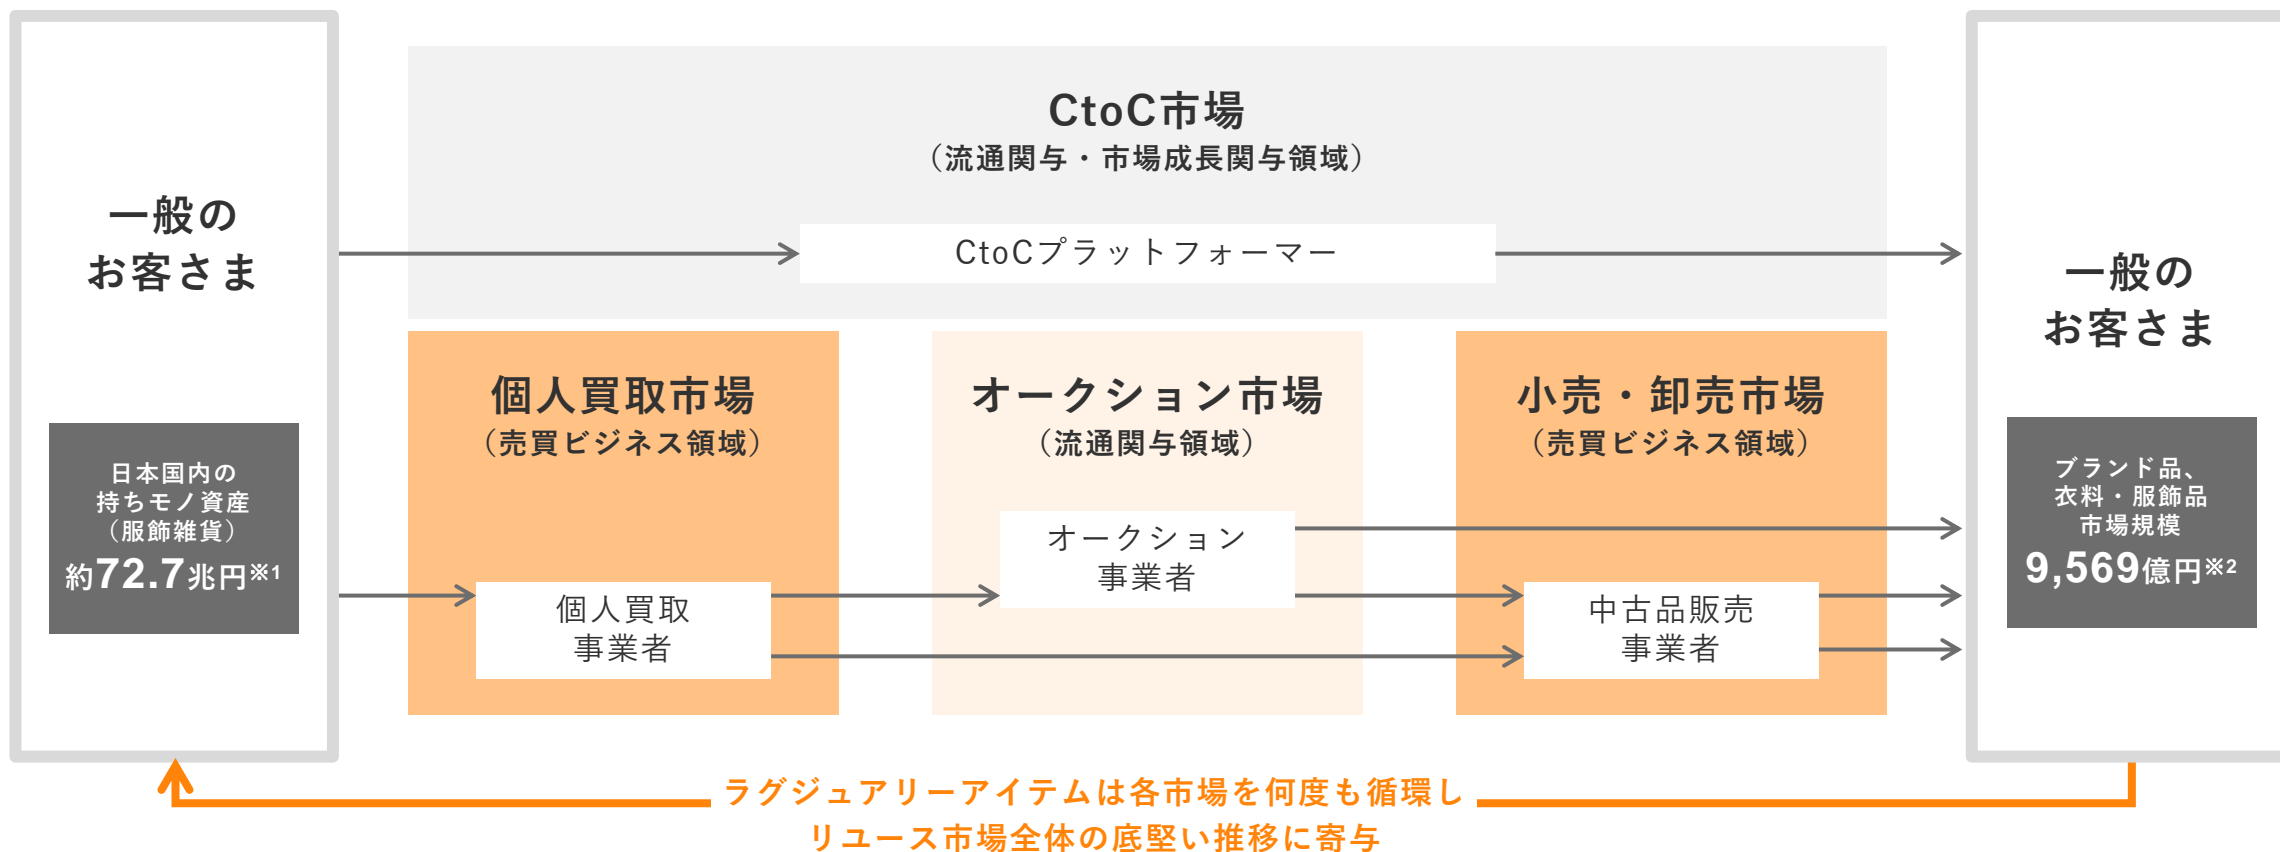 一般の
お客さま
日本国内の
持ちモノ資産
（服飾雑貨）
約72.7兆円※1
CtoC市場
（流通関与・市場成長関与領域）
CtoCプラットフォーマー
個人買取市場
（売買ビジネス領域）
個人買取
事業者
オークション市場
（流通関与領域）
オークション
事業者
小売・卸売市場
（売買ビジネス領域）
中古品販売
事業者
一般の
お客さま
ブランド品、
衣料・服飾品
市場規模
9,569億円※2
ラグジュアリーアイテムは各市場を何度も循環し
リユース市場全体の底堅い推移に寄与